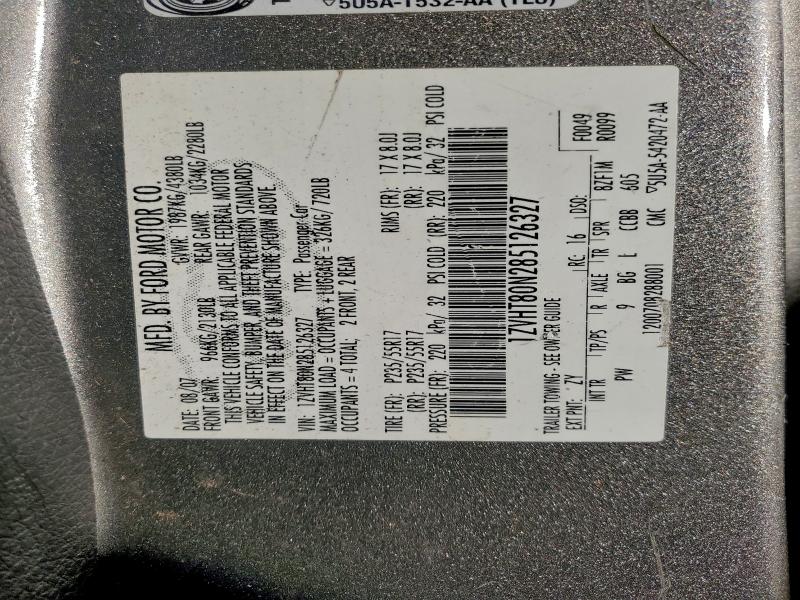 5U5A-1532-AA (TLU)
MFD. BY FORD MOTOR CO.
DATE: 08/07 GVWR: 1987KG/4380LB
FRONT GAWR: 966KG/2130LB REAR GAWR: 1034KG/2280LB
THIS VEHICLE CONFORMS TO ALL APPLICABLE FEDERAL MOTOR
VEHICLE SAFETY, BUMPER, AND THEFT PREVENTION STANDARDS
IN EFFECT ON THE DATE OF MANUFACTURE SHOWN ABOVE.
VIN: 1ZVHT80N285126327 TYPE: Passenger Car
MAXIMUM LOAD = OCCUPANTS + LUGGAGE = 326KG/720LB
OCCUPANTS = 4 TOTAL; 2 FRONT, 2 REAR
TIRE (FR): P235/55R17 RIMS (FR): 17 X 8.0J
(RR): P235/55R17 (RR): 17 X 8.0J
PRESSURE (FR): 220 kPa/ 32 PSI COLD (RR): 220 kPa/ 32 PSI COLD
1ZVHT80N285126327
TRAILER TOWING - SEE OWNER GUIDE F0049
EXT PNT: ZY RC: 16 DSO: R0099
INT TR TP/PS R AXLE TR SPR BZF1M
PW 9 BG L CCBB 605
120070828B001 CMC 5U5A-5420472-AA